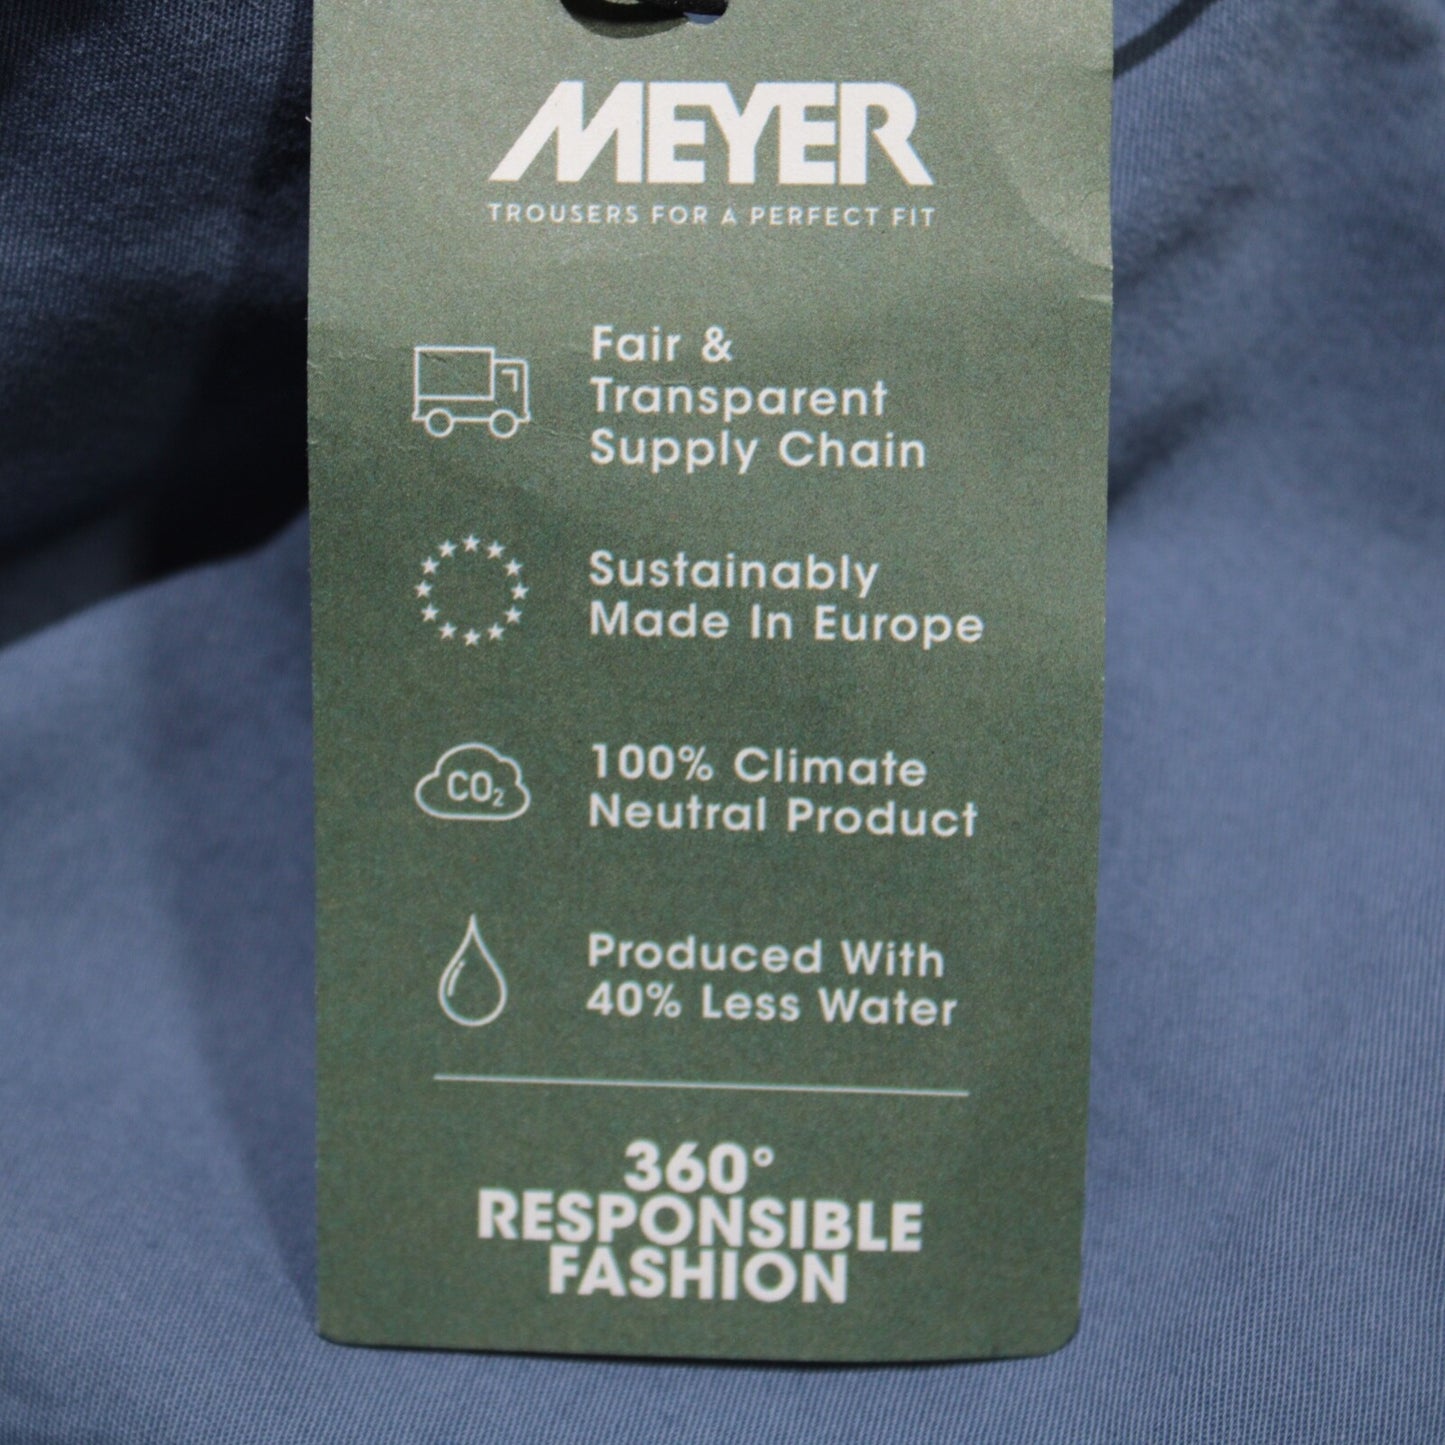 MEYER
TROUSERS FOR A PERFECT FIT
Fair &
Transparent
Supply Chain
Sustainably
Made In Europe
CO₂
100% Climate
Neutral Product
Produced With
40% Less Water
360°
RESPONSIBLE
FASHION